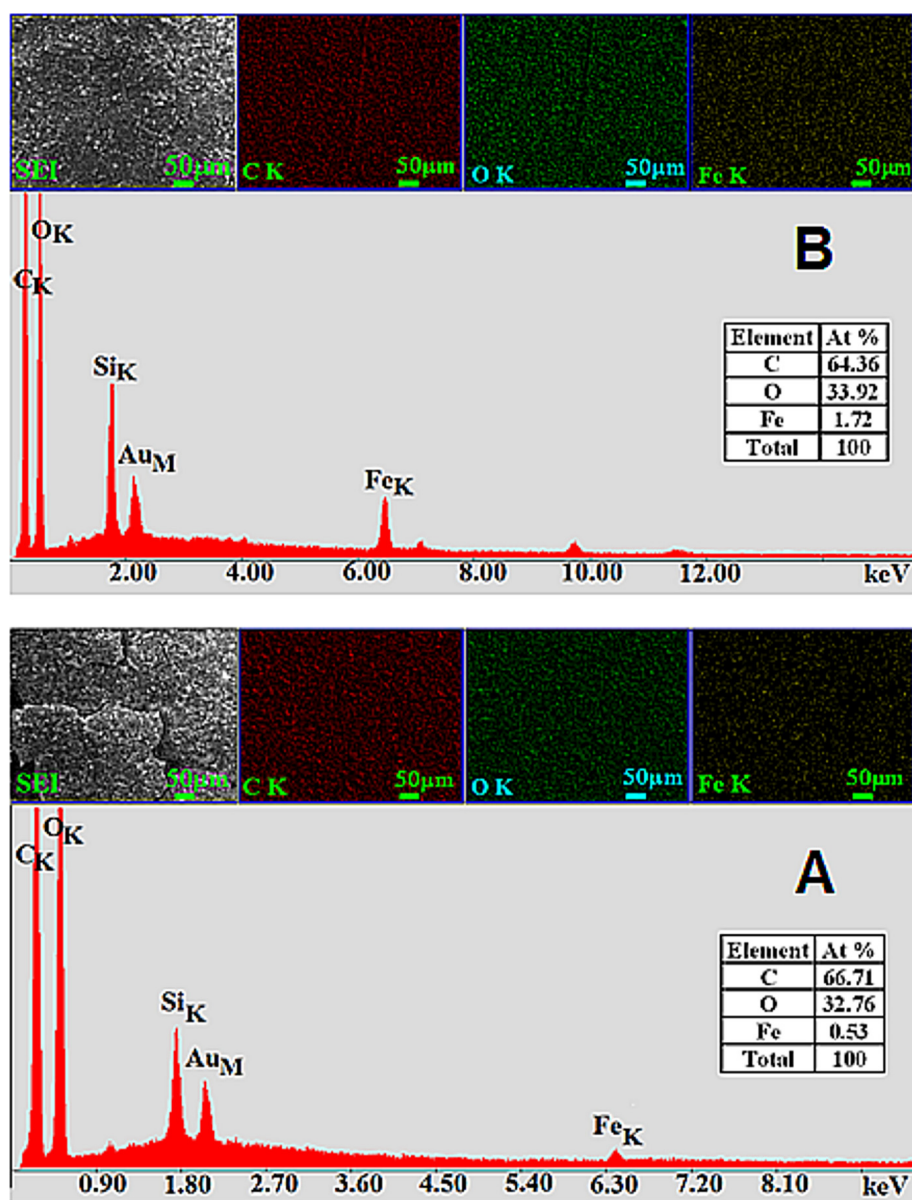 SEI 50μm C K 50μm O K 50μm Fe K 50μm
OK
CK
B
SiK
AuM
FeK
Element At %
C 64.36
O 33.92
Fe 1.72
Total 100
2.00 4.00 6.00 8.00 10.00 12.00 keV
SEI 50μm C K 50μm O K 50μm Fe K 50μm
OK
CK
A
SiK
AuM
FeK
Element At %
C 66.71
O 32.76
Fe 0.53
Total 100
0.90 1.80 2.70 3.60 4.50 5.40 6.30 7.20 8.10 keV